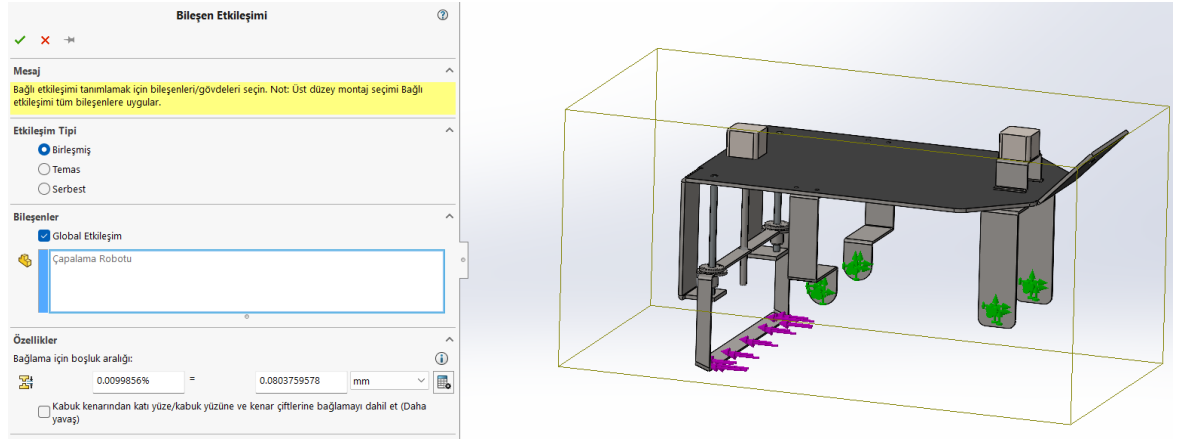 Bileşen Etkileşimi
Mesaj
Bağlı etkileşimi tanımlamak için bileşenleri/gövdeleri seçin. Not: Üst düzey montaj seçimi Bağlı
etkileşimi tüm bileşenlere uygular.
Etkileşim Tipi
Birleşmiş
Temas
Serbest
Bileşenler
Global Etkileşim
Çapalama Robotu
Özellikler
Bağlama için boşluk aralığı:
0.0099856% = 0.0803759578 mm
Kabuk kenarından katı yüze/kabuk yüzüne ve kenar çiftlerine bağlamayı dahil et (Daha
yavaş)